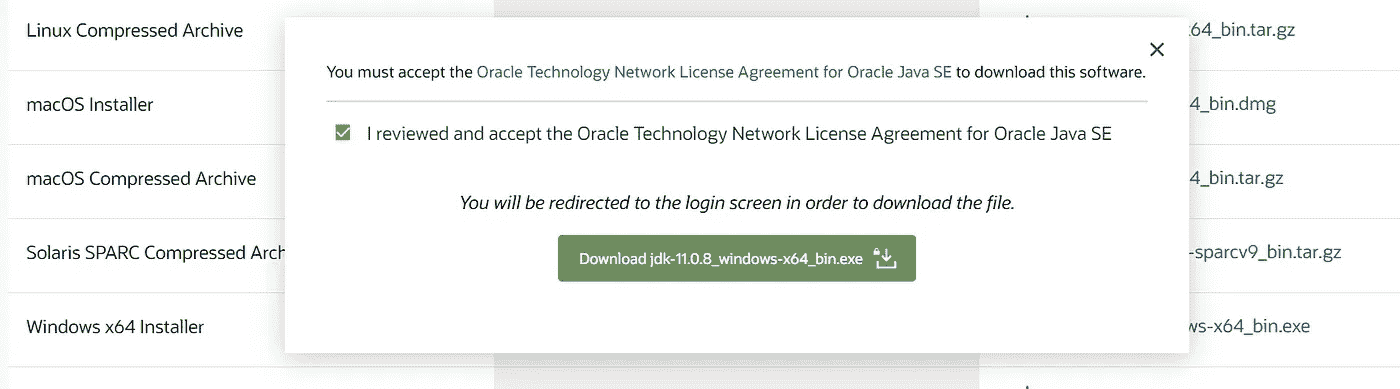 Linux Compressed Archive
x64_bin.tar.gz
You must accept the Oracle Technology Network License Agreement for Oracle Java SE to download this software.
macOS Installer
4_bin.dmg
I reviewed and accept the Oracle Technology Network License Agreement for Oracle Java SE
macOS Compressed Archive
4_bin.tar.gz
You will be redirected to the login screen in order to download the file.
Solaris SPARC Compressed Arch
-sparcv9_bin.tar.gz
Download jdk-11.0.8_windows-x64_bin.exe
Windows x64 Installer
ws-x64_bin.exe